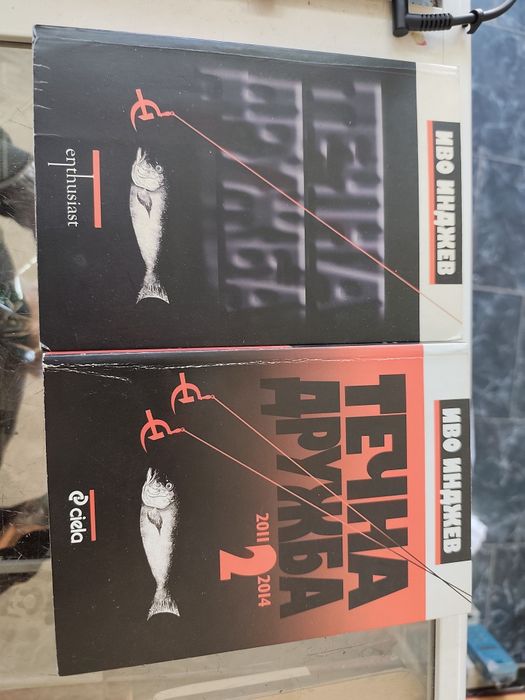 ИВО ИНДЖЕВ
ТЕЧНА
ДРУЖБА
enthusiast
ИВО ИНДЖЕВ
ТЕЧНА
ДРУЖБА
2011 2 2014
ciela